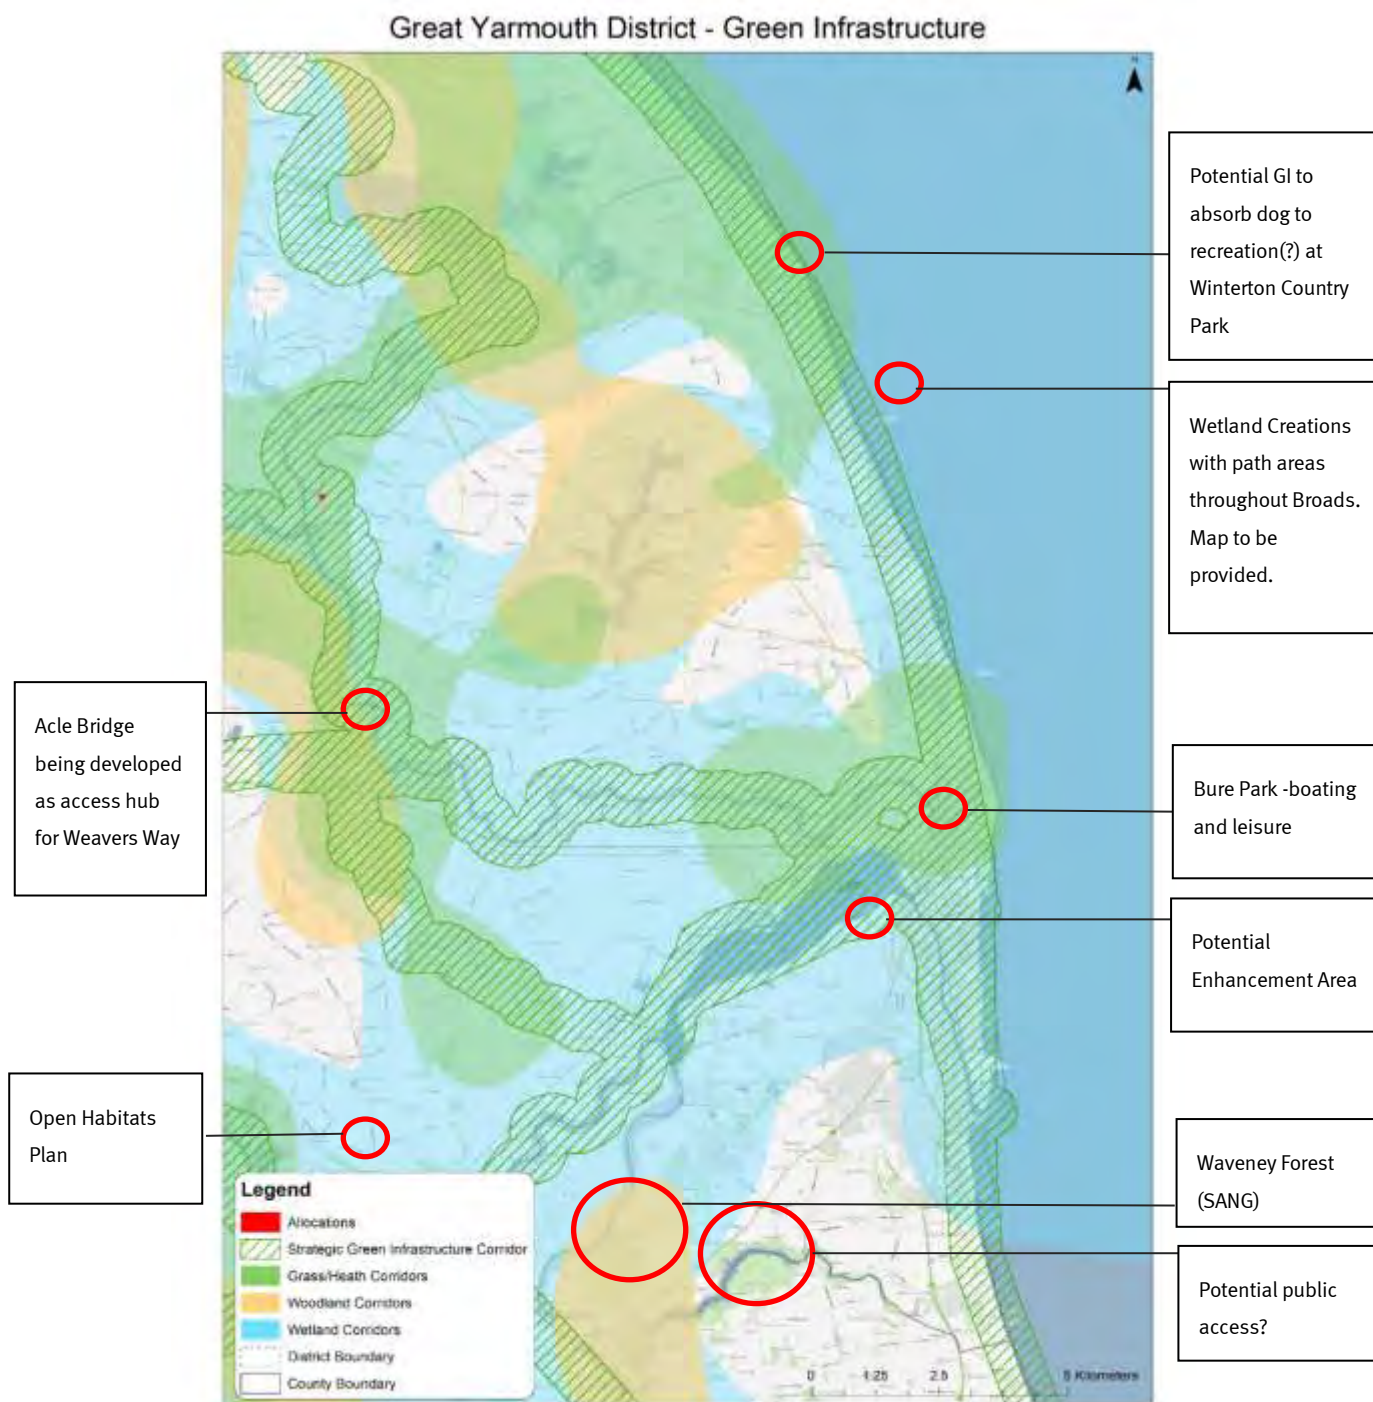 Great Yarmouth District - Green Infrastructure
N
Potential GI to
absorb dog to
recreation(?) at
Winterton Country
Park
Wetland Creations
with path areas
throughout Broads.
Map to be
provided.
Acle Bridge
being developed
as access hub
for Weavers Way
Bure Park -boating
and leisure
Potential
Enhancement Area
Open Habitats
Plan
Waveney Forest
(SANG)
Potential public
access?
Legend
Allocations
Strategic Green Infrastructure Corridor
Grass/Heath Corridors
Woodland Corridors
Wetland Corridors
District Boundary
County Boundary
0 1.25 2.5 5 Kilometers